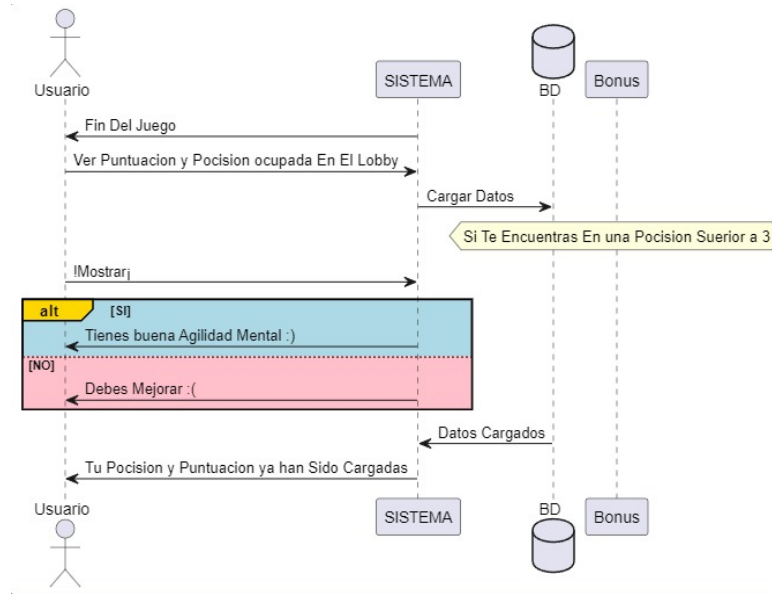 Usuario
SISTEMA
BD
Bonus
Fin Del Juego
Ver Puntuacion y Pocision ocupada En El Lobby
Cargar Datos
Si Te Encuentras En una Pocision Suerior a 3
!Mostrar¡
alt [SI]
Tienes buena Agilidad Mental :)
[NO]
Debes Mejorar :(
Datos Cargados
Tu Pocision y Puntuacion ya han Sido Cargadas
Usuario
SISTEMA
BD
Bonus